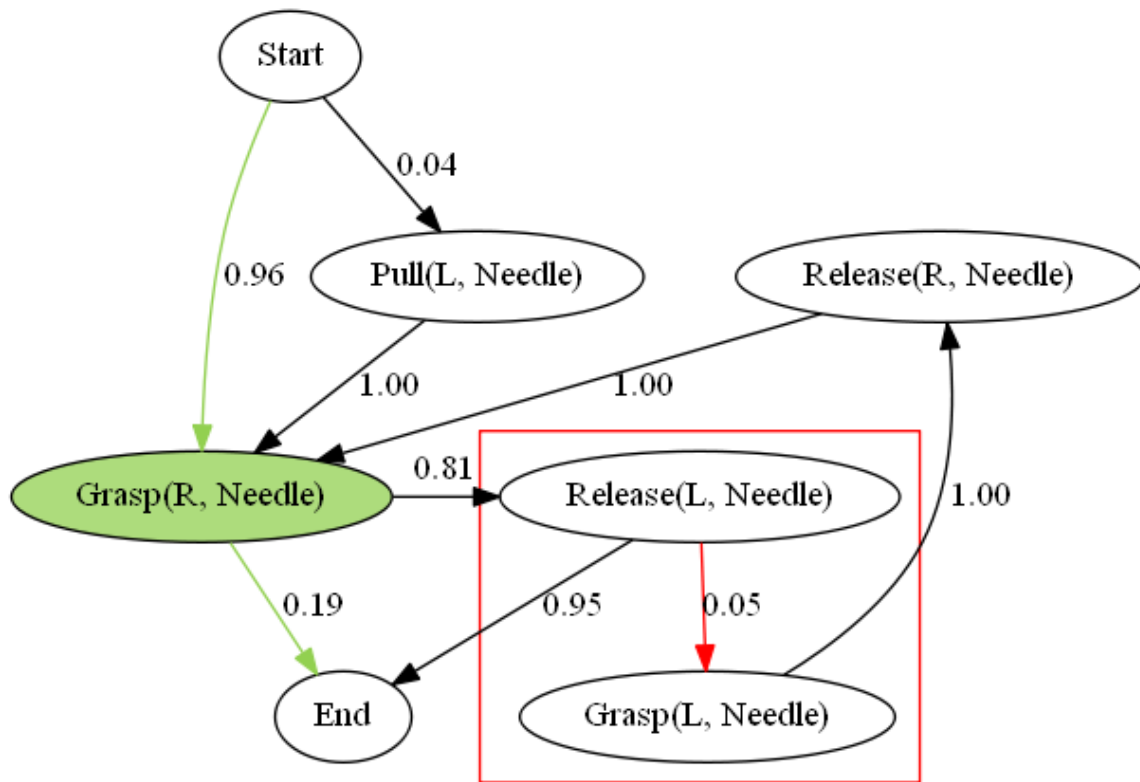 Start
0.04
0.96
Pull(L, Needle)
Release(R, Needle)
1.00
1.00
0.81
Grasp(R, Needle)
Release(L, Needle)
1.00
0.19
0.95
0.05
End
Grasp(L, Needle)